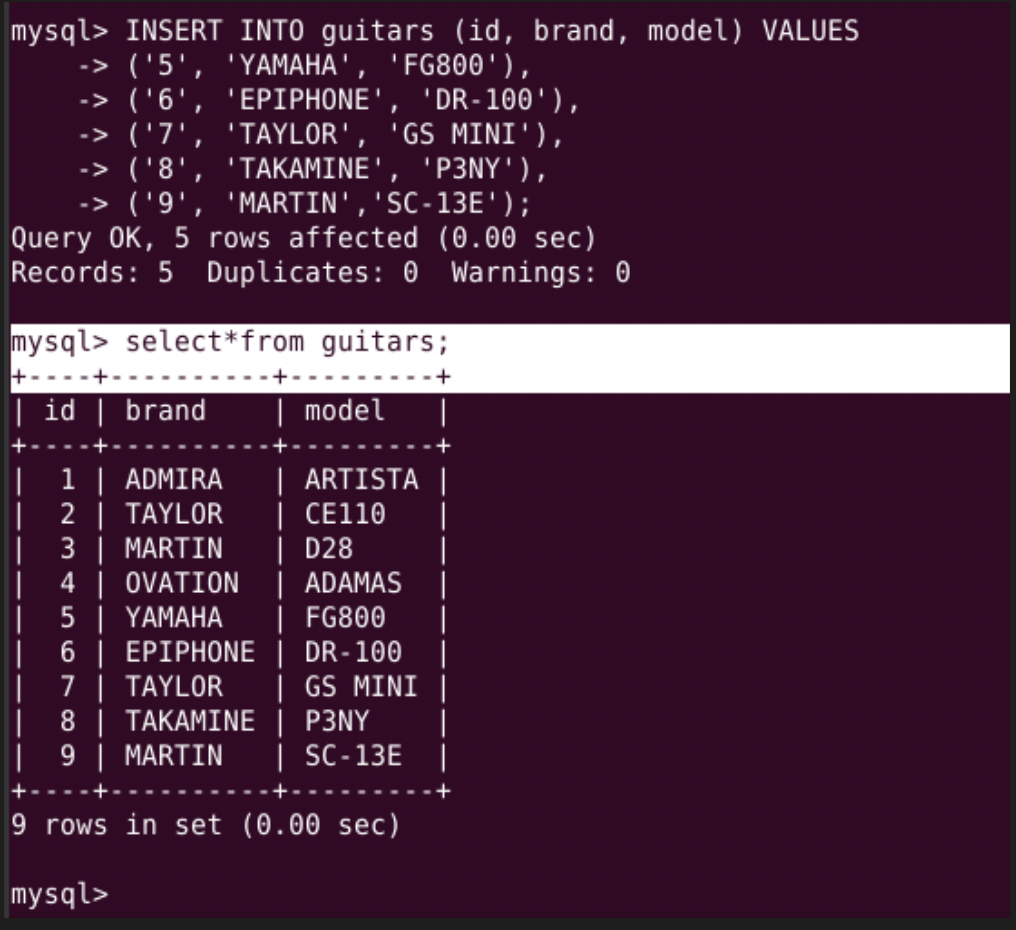 mysql> INSERT INTO guitars (id, brand, model) VALUES
    -> ('5', 'YAMAHA', 'FG800'),
    -> ('6', 'EPIPHONE', 'DR-100'),
    -> ('7', 'TAYLOR', 'GS MINI'),
    -> ('8', 'TAKAMINE', 'P3NY'),
    -> ('9', 'MARTIN','SC-13E');
Query OK, 5 rows affected (0.00 sec)
Records: 5  Duplicates: 0  Warnings: 0

mysql> select*from guitars;
+----+----------+---------+
| id | brand    | model   |
+----+----------+---------+
|  1 | ADMIRA   | ARTISTA |
|  2 | TAYLOR   | CE110   |
|  3 | MARTIN   | D28     |
|  4 | OVATION  | ADAMAS  |
|  5 | YAMAHA   | FG800   |
|  6 | EPIPHONE | DR-100  |
|  7 | TAYLOR   | GS MINI |
|  8 | TAKAMINE | P3NY    |
|  9 | MARTIN   | SC-13E  |
+----+----------+---------+
9 rows in set (0.00 sec)

mysql>